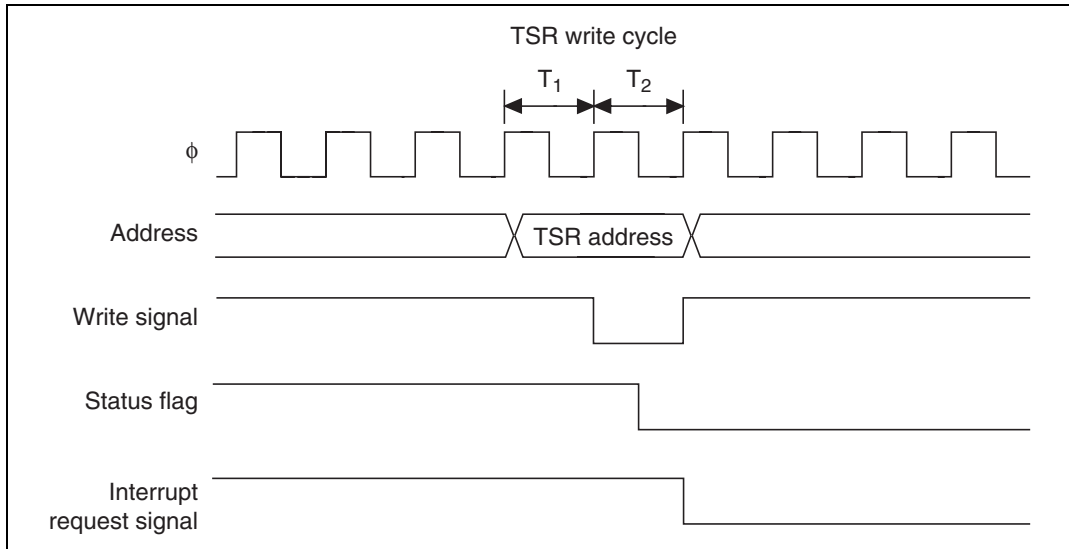 TSR write cycle
T1 T2
ϕ
Address
TSR address
Write signal
Status flag
Interrupt
request signal